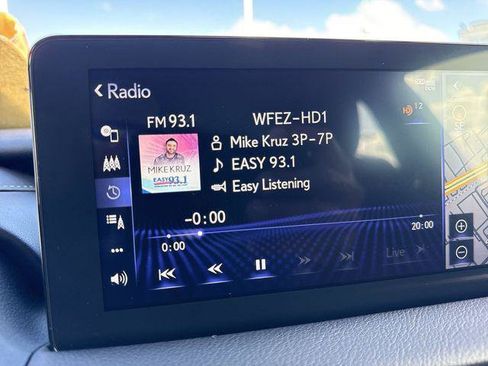 Radio
FM 93.1
WFEZ-HD1
12
Mike Kruz 3P-7P
MIKE KRUZ
EASY 93.1
EASY 93.1
Easy Listening
-0:00
0:00
20:00
Live